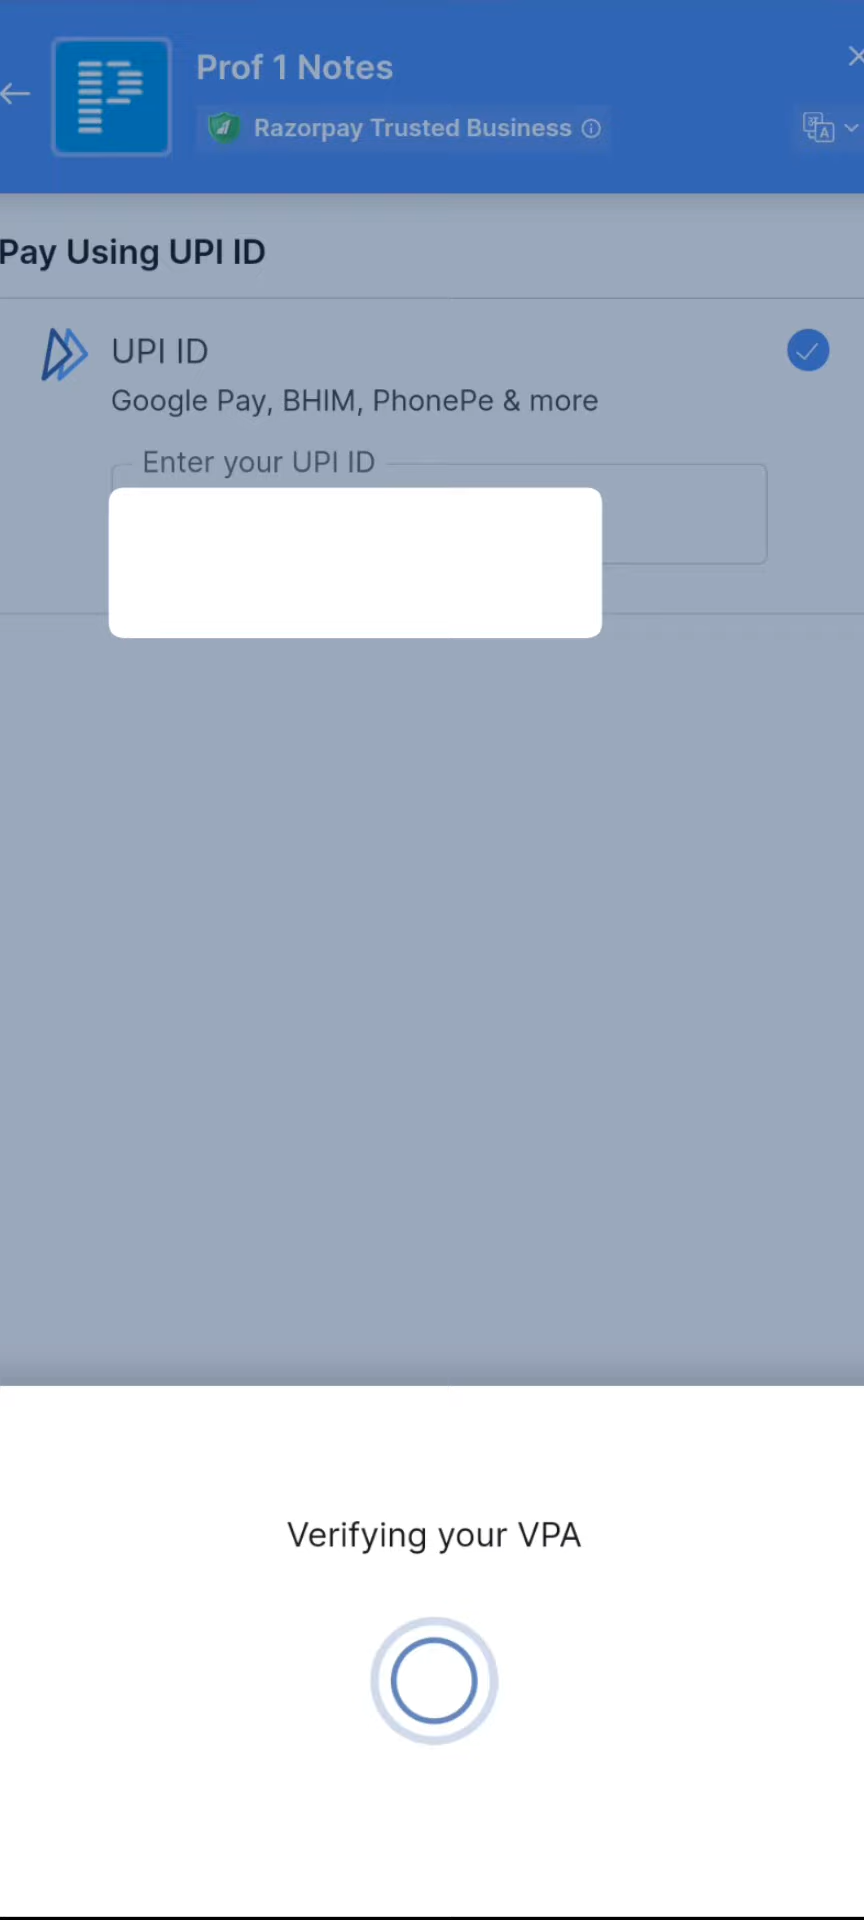 Prof 1 Notes
Razorpay Trusted Business
Pay Using UPI ID
UPI ID
Google Pay, BHIM, PhonePe & more
Enter your UPI ID
Verifying your VPA